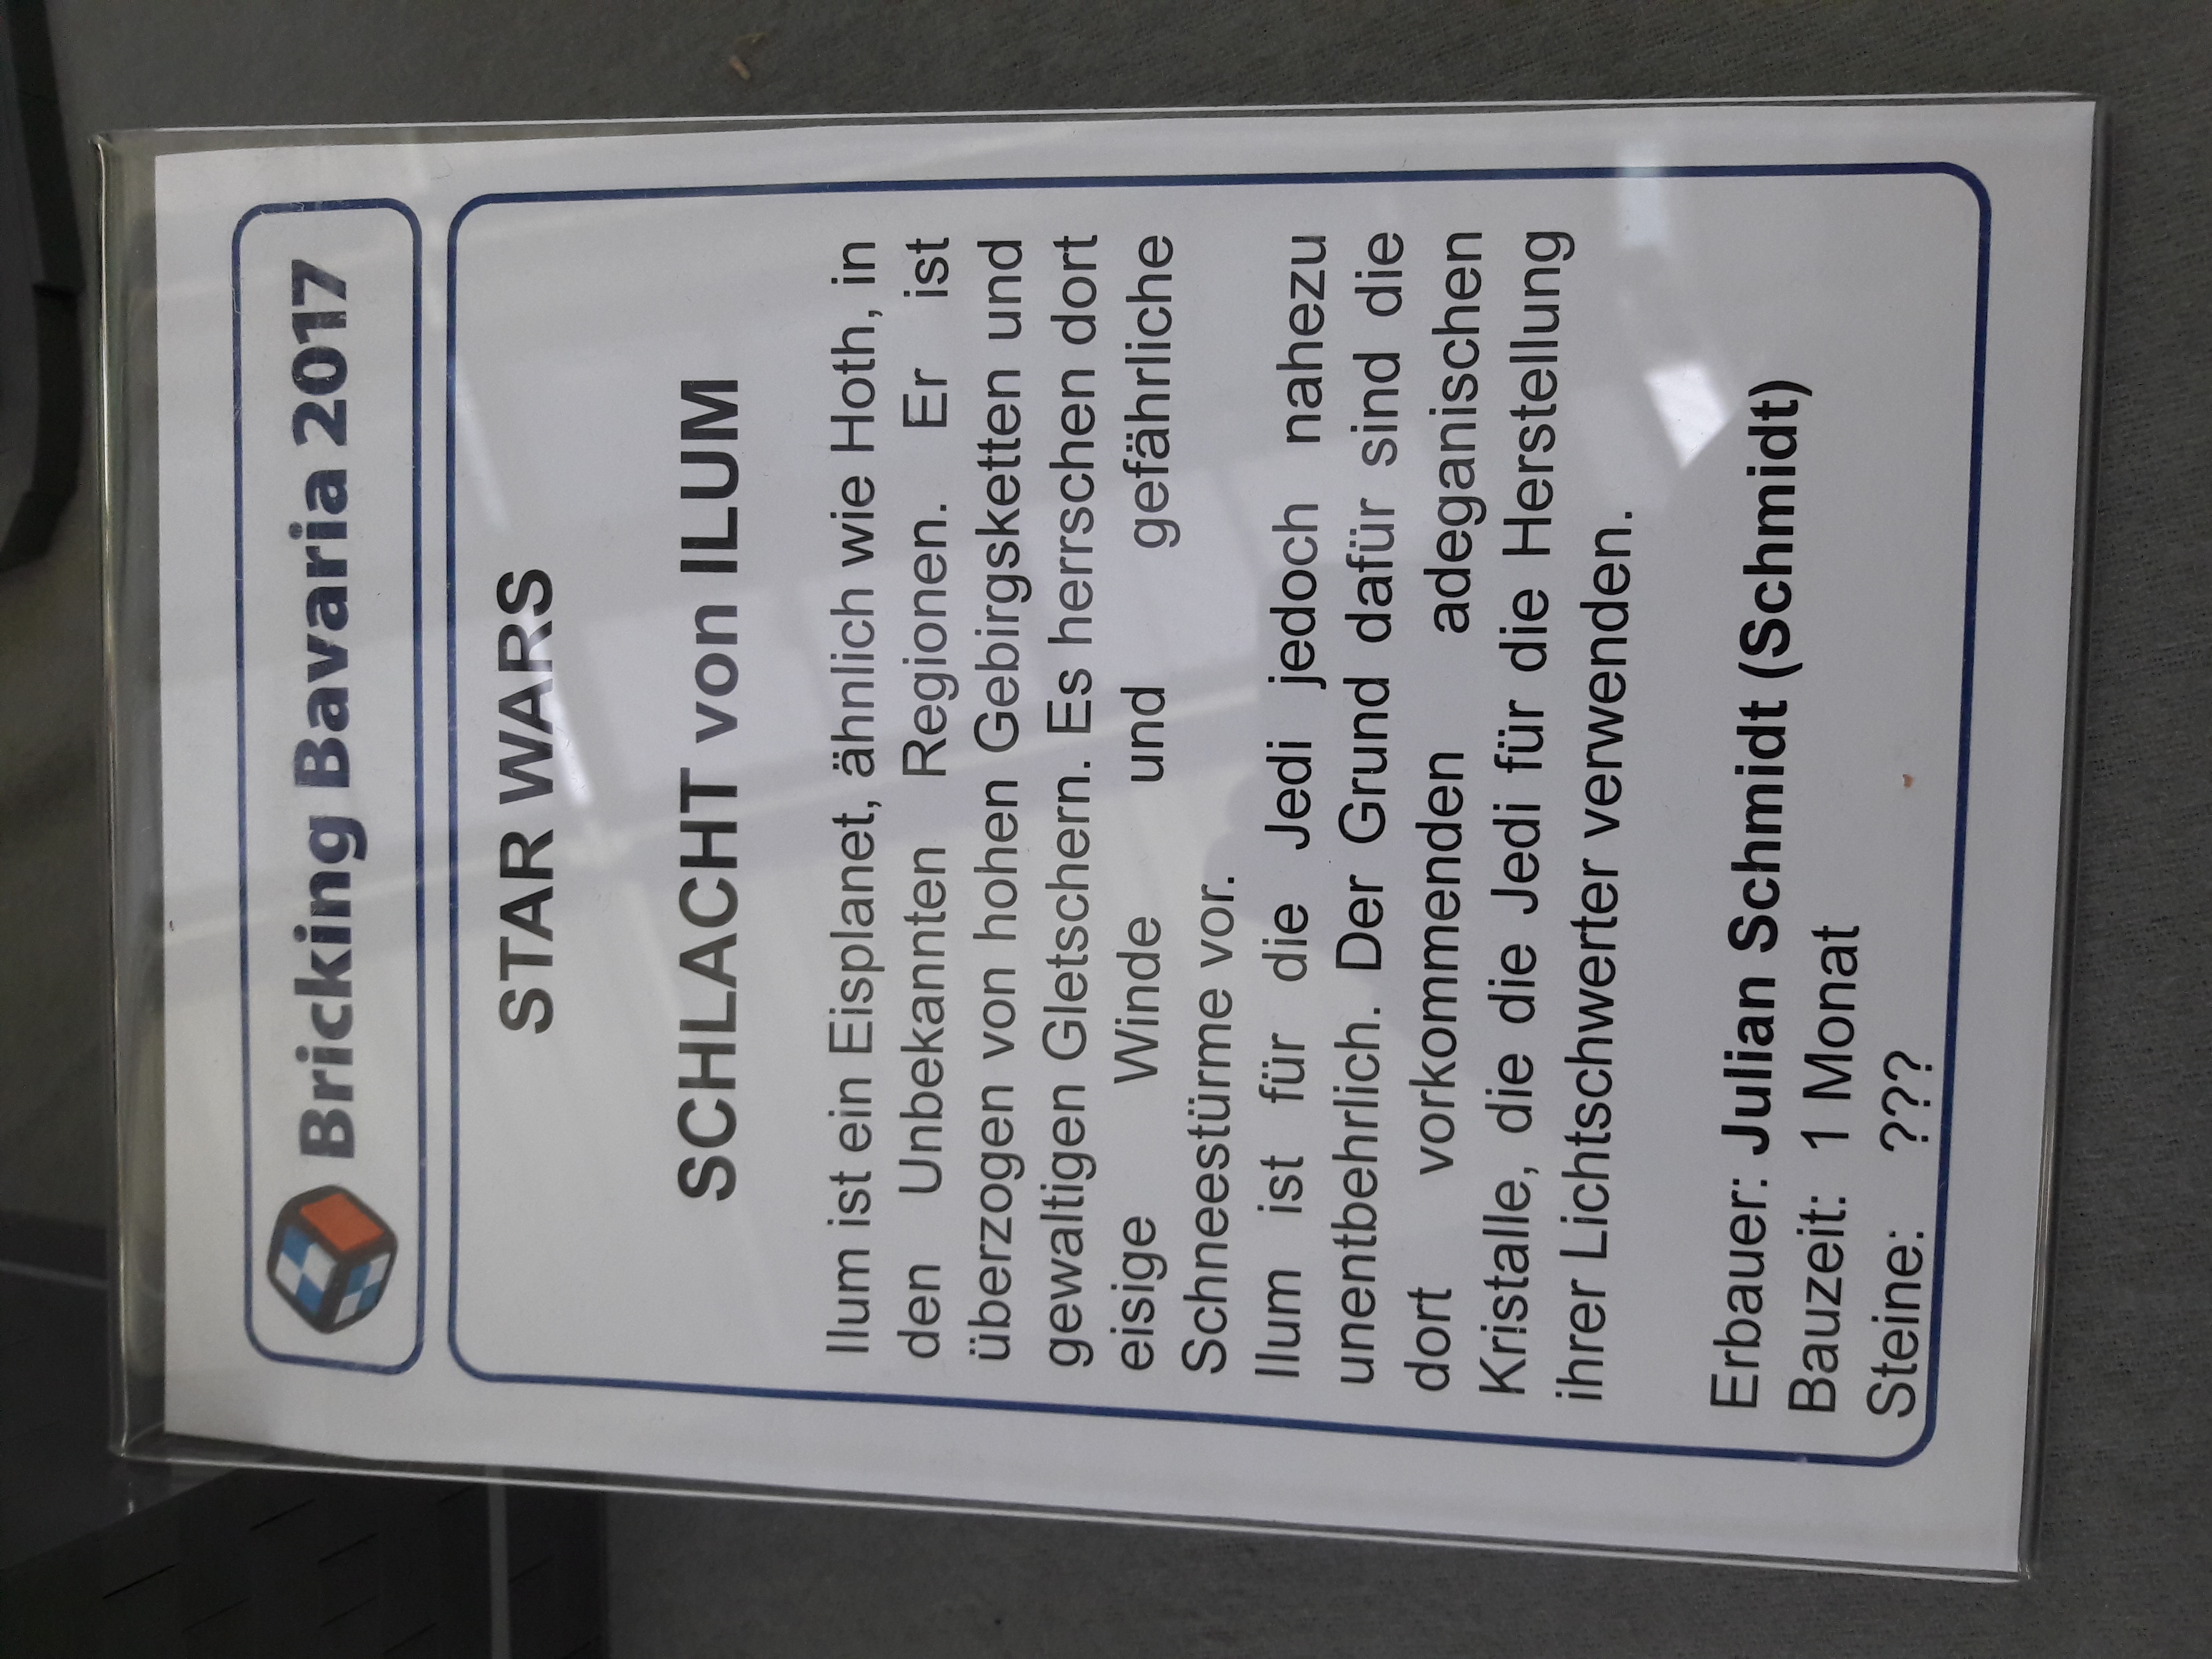 Bricking Bavaria 2017
STAR WARS
SCHLACHT von ILUM
Ilum ist ein Eisplanet, ähnlich wie Hoth, in
den Unbekannten Regionen. Er ist
überzogen von hohen Gebirgsketten und
gewaltigen Gletschern. Es herrschen dort
eisige Winde und gefährliche
Schneestürme vor.
Ilum ist für die Jedi jedoch nahezu
unentbehrlich. Der Grund dafür sind die
dort vorkommenden adeganischen
Kristalle, die die Jedi für die Herstellung
ihrer Lichtschwerter verwenden.
Erbauer: Julian Schmidt (Schmidt)
Bauzeit: 1 Monat
Steine: ???